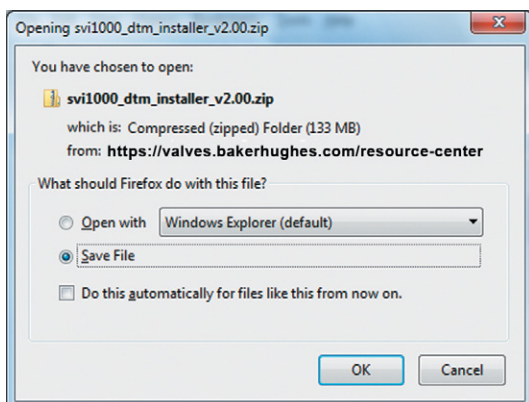 Opening svi1000_dtm_installer_v2.00.zip
You have chosen to open:
svi1000_dtm_installer_v2.00.zip
which is: Compressed (zipped) Folder (133 MB)
from: https://valves.bakerhughes.com/resource-center
What should Firefox do with this file?
Open with Windows Explorer (default)
Save File
Do this automatically for files like this from now on.
OK Cancel